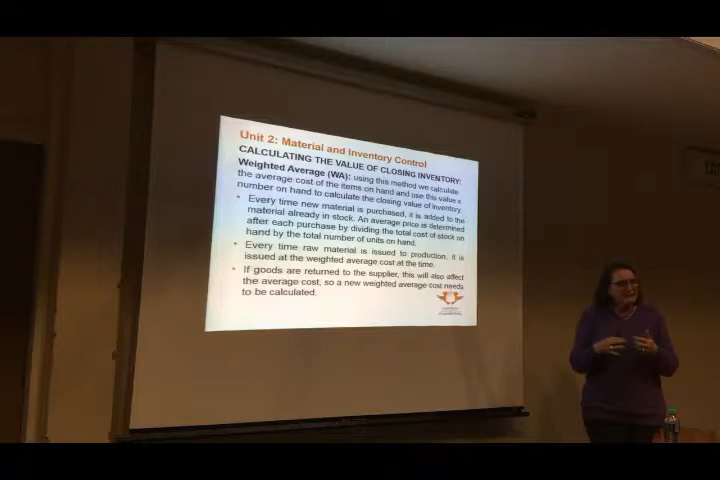 Unit 2: Material and Inventory Control
CALCULATING THE VALUE OF CLOSING INVENTORY:
Weighted Average (WA): using this method we calculate
the average cost of the items on hand and use this value x
number on hand to calculate the closing value of inventory.
• Every time new material is purchased, it is added to the
material already in stock. An average price is determined
after each purchase by dividing the total cost of stock on
hand by the total number of units on hand.
• Every time raw material is issued to production, it is
issued at the weighted average cost at the time.
• If goods are returned to the supplier, this will also affect
the average cost, so a new weighted average cost needs
to be calculated.